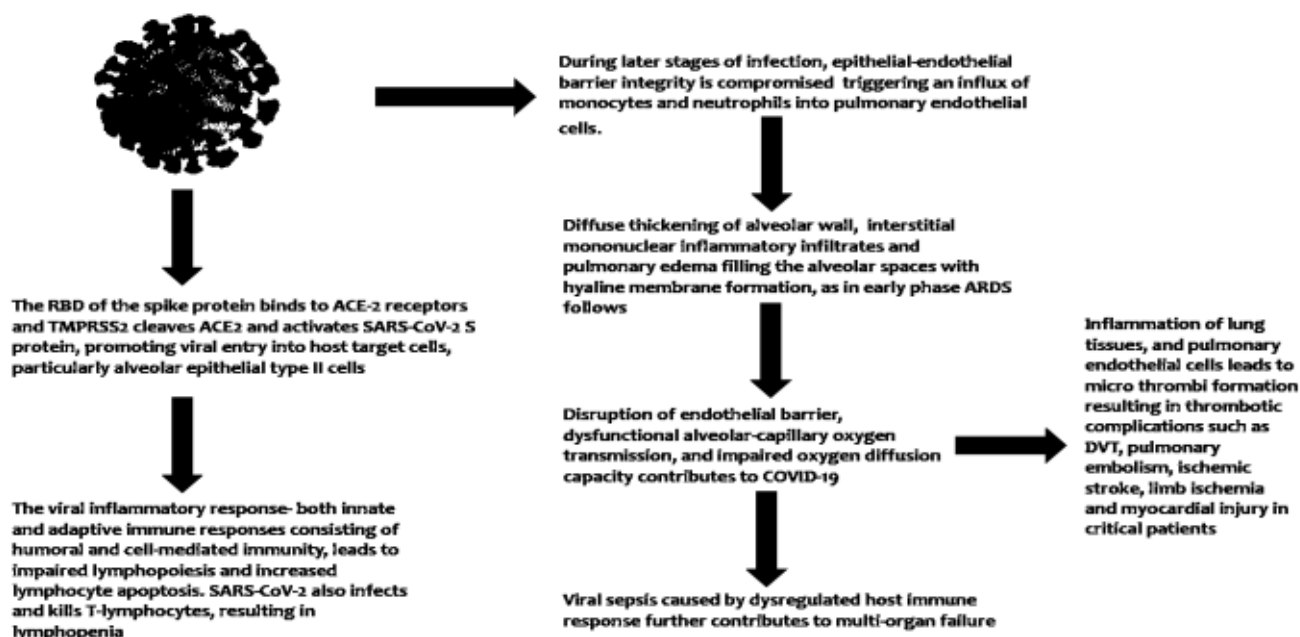 During later stages of infection, epithelial-endothelial
barrier integrity is compromised triggering an influx of
monocytes and neutrophils into pulmonary endothelial
cells.
Diffuse thickening of alveolar wall, interstitial
mononuclear inflammatory infiltrates and
pulmonary edema filling the alveolar spaces with
hyaline membrane formation, as in early phase ARDS
follows
The RBD of the spike protein binds to ACE-2 receptors
and TMPRSS2 cleaves ACE2 and activates SARS-CoV-2 S
protein, promoting viral entry into host target cells,
particularly alveolar epithelial type II cells
Disruption of endothelial barrier,
dysfunctional alveolar-capillary oxygen
transmission, and impaired oxygen diffusion
capacity contributes to COVID-19
Inflammation of lung
tissues, and pulmonary
endothelial cells leads to
micro thrombi formation
resulting in thrombotic
complications such as
DVT, pulmonary
embolism, ischemic
stroke, limb ischemia
and myocardial injury in
critical patients
The viral inflammatory response- both innate
and adaptive immune responses consisting of
humoral and cell-mediated immunity, leads to
impaired lymphopoiesis and increased
lymphocyte apoptosis. SARS-CoV-2 also infects
and kills T-lymphocytes, resulting in
lymphopenia
Viral sepsis caused by dysregulated host immune
response further contributes to multi-organ failure